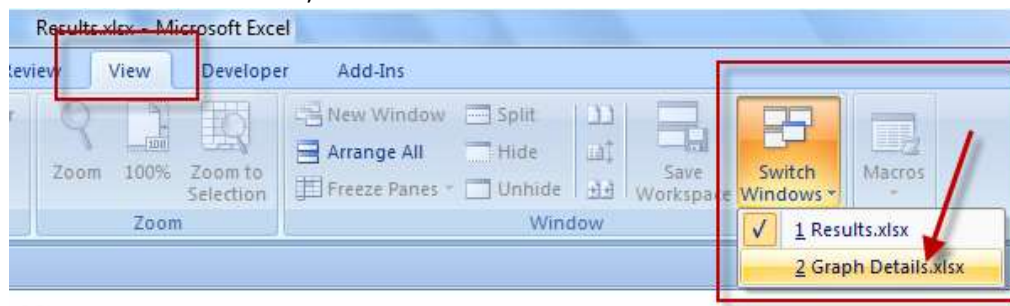 Results.xlsx - Microsoft Excel
View Developer Add-Ins
New Window Split
Arrange All Hide
Freeze Panes Unhide
Zoom 100% Zoom to Selection
Save Workspace
Switch Windows
Macros
Zoom
Window
√ 1 Results.xlsx
2 Graph Details.xlsx